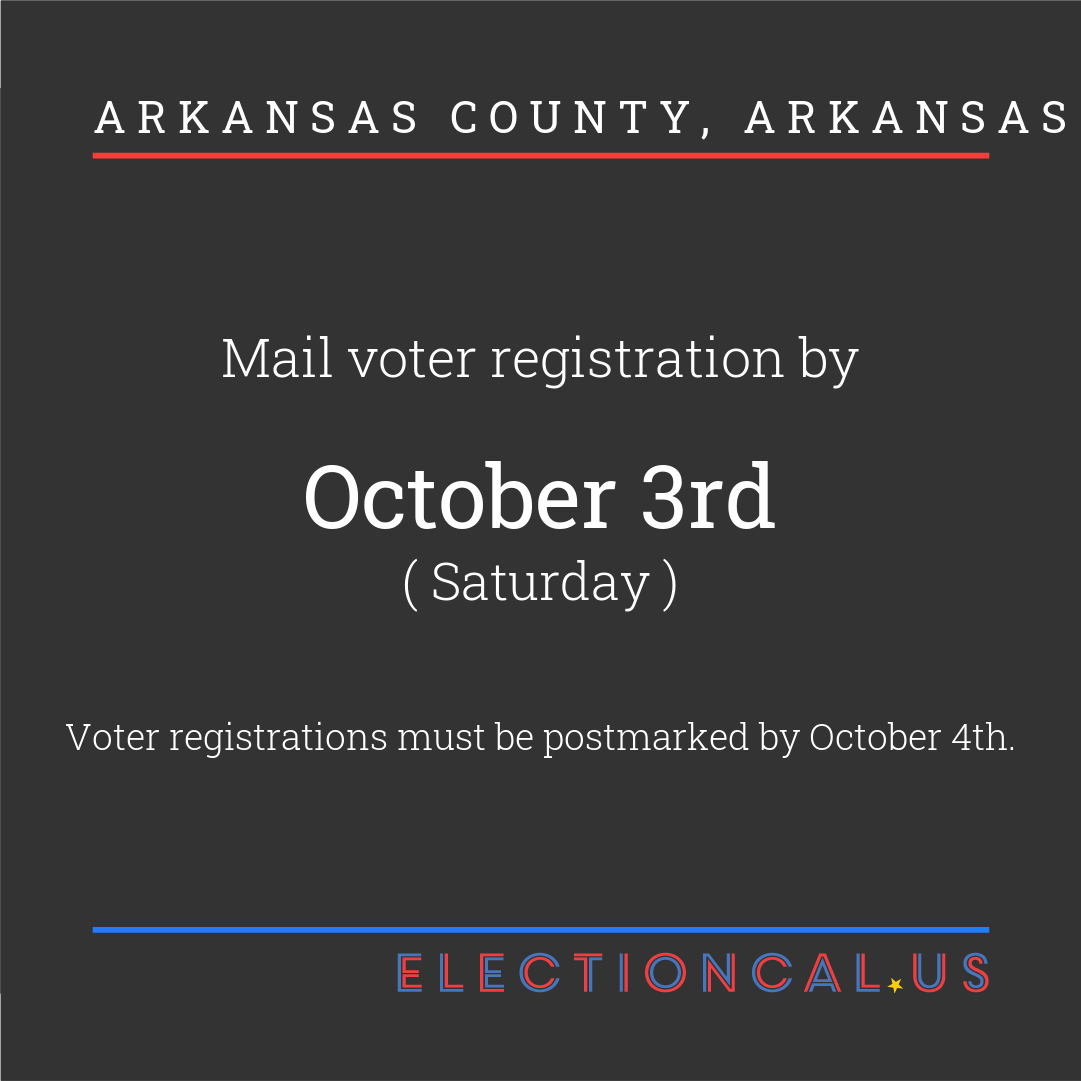 ARKANSAS COUNTY, ARKANSAS
Mail voter registration by
October 3rd
( Saturday )
Voter registrations must be postmarked by October 4th.
ELECTIONCAL.US